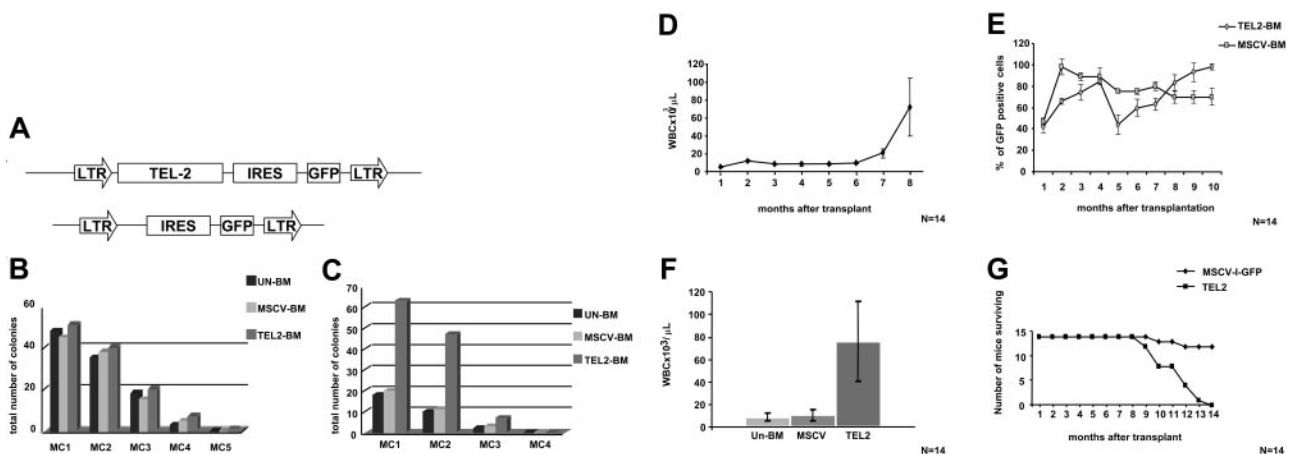 A
LTR TEL-2 IRES GFP LTR
LTR IRES GFP LTR
B
UN-BM
MSCV-BM
TEL2-BM
total number of colonies
60
40
20
0
MC1 MC2 MC3 MC4 MC5
C
UN-BM
MSCV-BM
TEL2-BM
total number of colonies
70
60
50
40
30
20
10
0
MC1 MC2 MC3 MC4
D
WBCx10³/µL
120
100
80
60
40
20
0
1 2 3 4 5 6 7 8
months after transplant
N=14
E
TEL2-BM
MSCV-BM
% of GFP positive cells
120
100
80
60
40
20
0
1 2 3 4 5 6 7 8 9 10
months after transplantation
N=14
F
WBCx10³/µL
100
80
60
40
20
0
Un-BM MSCV TEL2
N=14
G
MSCV-I-GFP
TEL2
Number of mice surviving
15
10
5
0
1 2 3 4 5 6 7 8 9 10 11 12 13 14
months after transplant
N=14